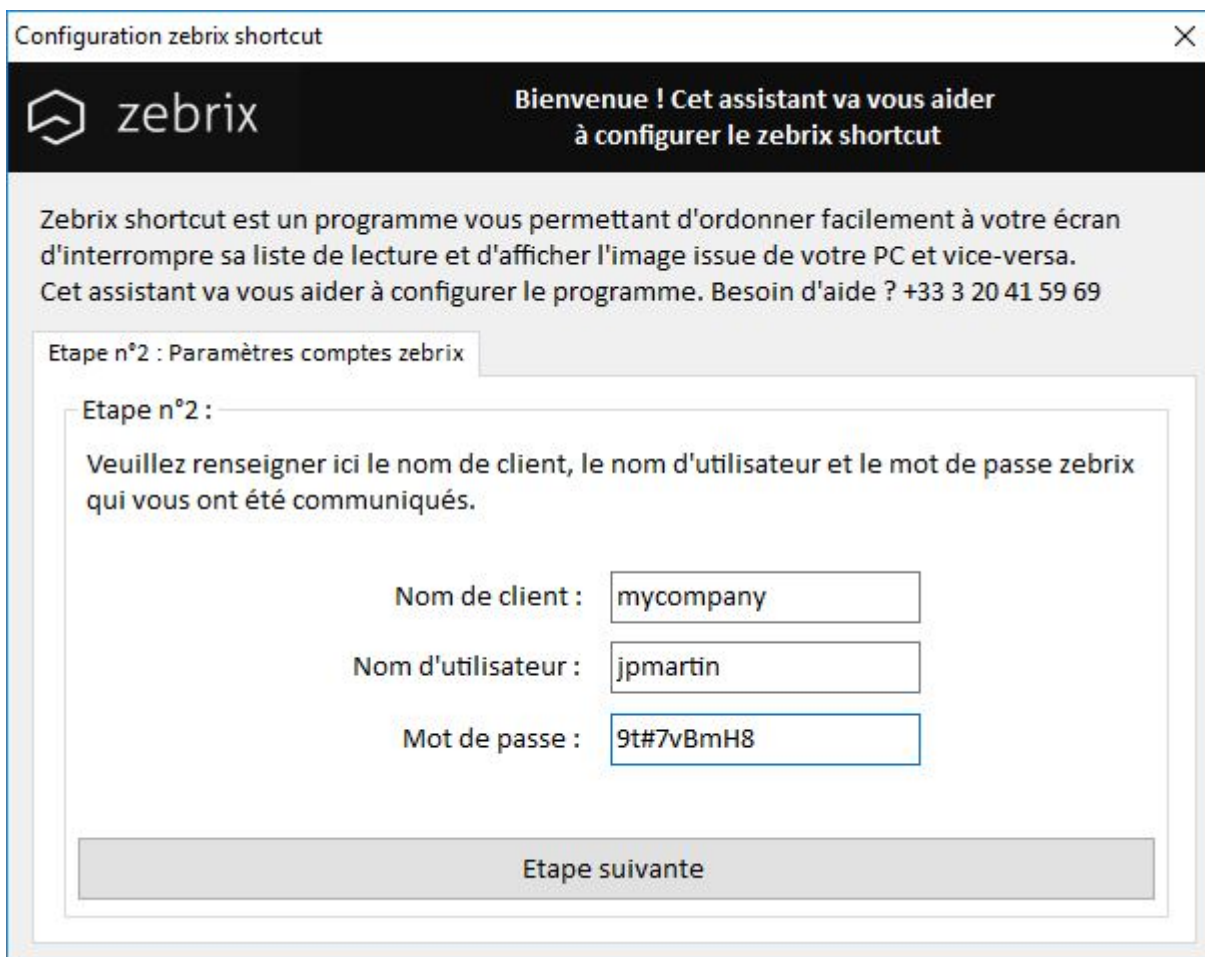 Configuration zebrix shortcut
zebrix
Bienvenue ! Cet assistant va vous aider
à configurer le zebrix shortcut
Zebrix shortcut est un programme vous permettant d'ordonner facilement à votre écran
d'interrompre sa liste de lecture et d'afficher l'image issue de votre PC et vice-versa.
Cet assistant va vous aider à configurer le programme. Besoin d'aide ? +33 3 20 41 59 69
Etape n°2 : Paramètres comptes zebrix
Etape n°2 :
Veuillez renseigner ici le nom de client, le nom d'utilisateur et le mot de passe zebrix
qui vous ont été communiqués.
Nom de client : mycompany
Nom d'utilisateur : jpmartin
Mot de passe : 9t#7vBmH8
Etape suivante